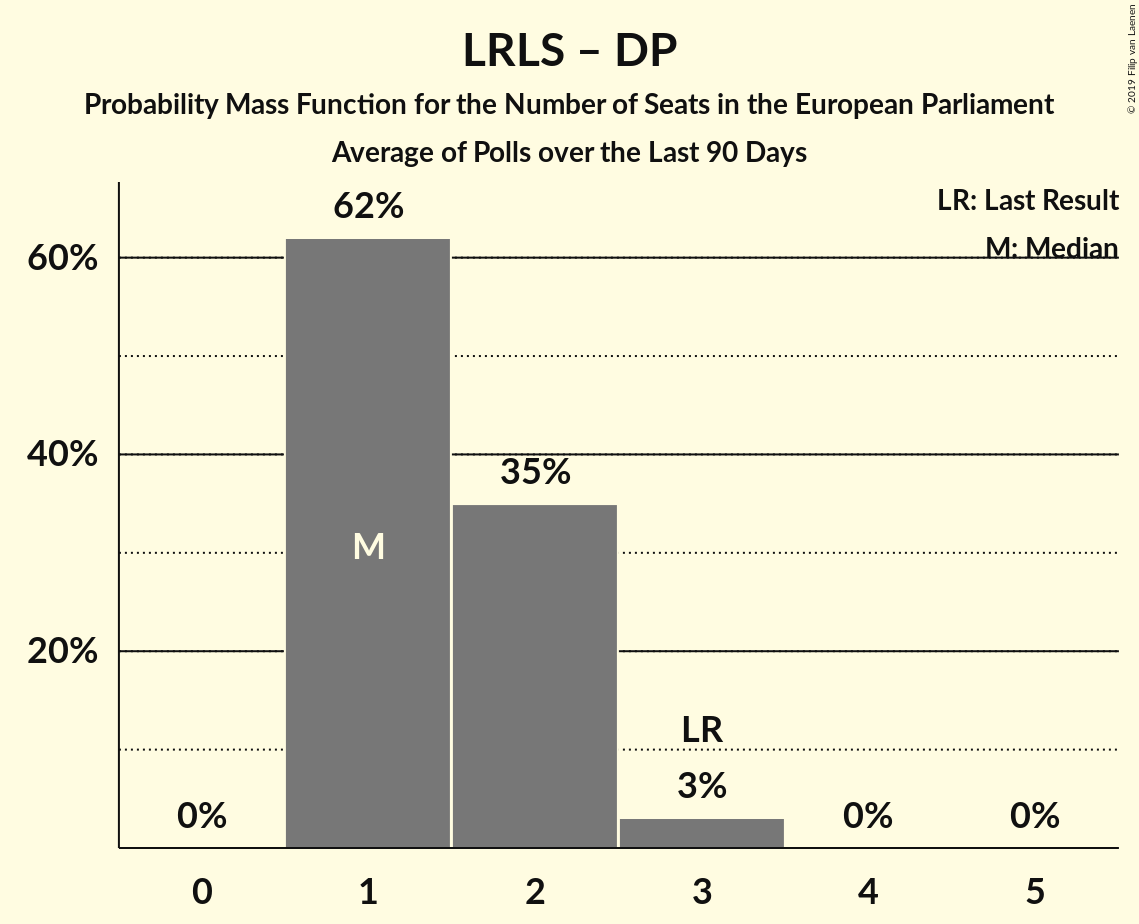 LRLS – DP
Probability Mass Function for the Number of Seats in the European Parliament
Average of Polls over the Last 90 Days
© 2019 Filip van Laenen
LR: Last Result
M: Median
62%
60%
40%
35%
M
20%
LR
3%
0%
0%
0%
0 1 2 3 4 5